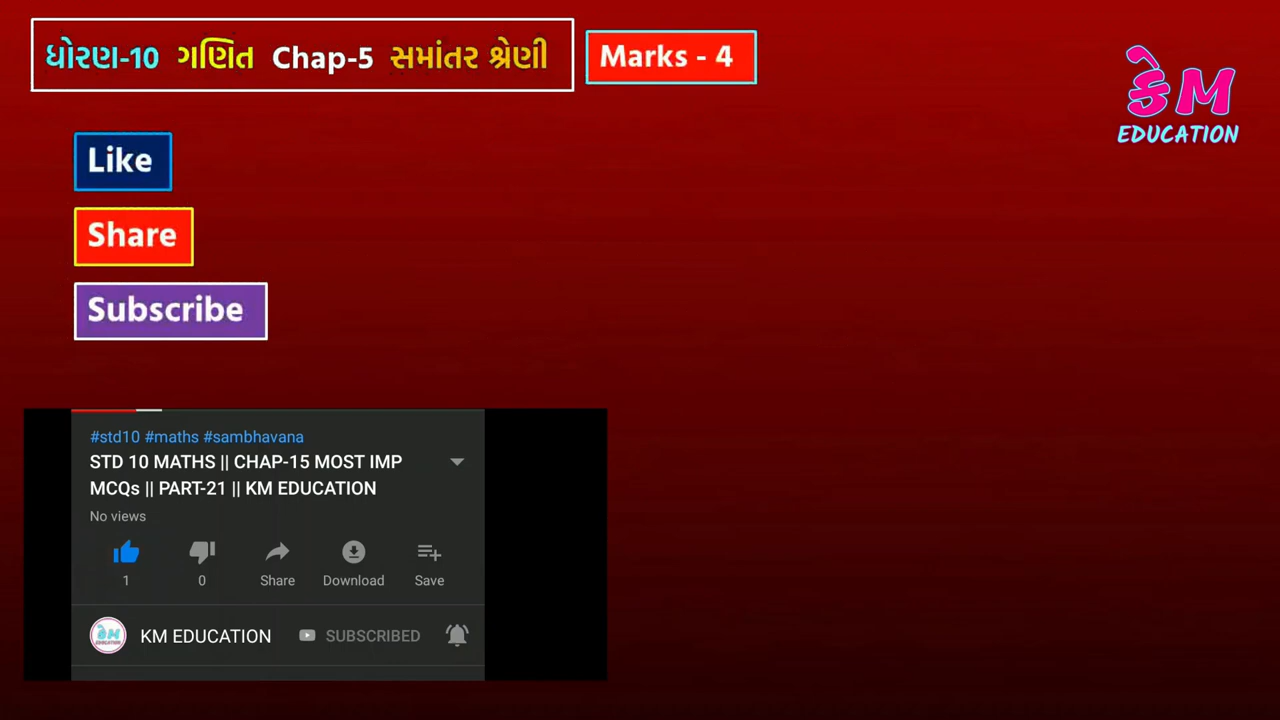 ધોરણ-10 ગણિત Chap-5 સમાંતર શ્રેણી
Marks - 4
કે M
EDUCATION
Like
Share
Subscribe
#std10 #maths #sambhavana
STD 10 MATHS || CHAP-15 MOST IMP
MCQs || PART-21 || KM EDUCATION
No views
1
0
Share
Download
Save
કેM
EDUCATION
KM EDUCATION
SUBSCRIBED